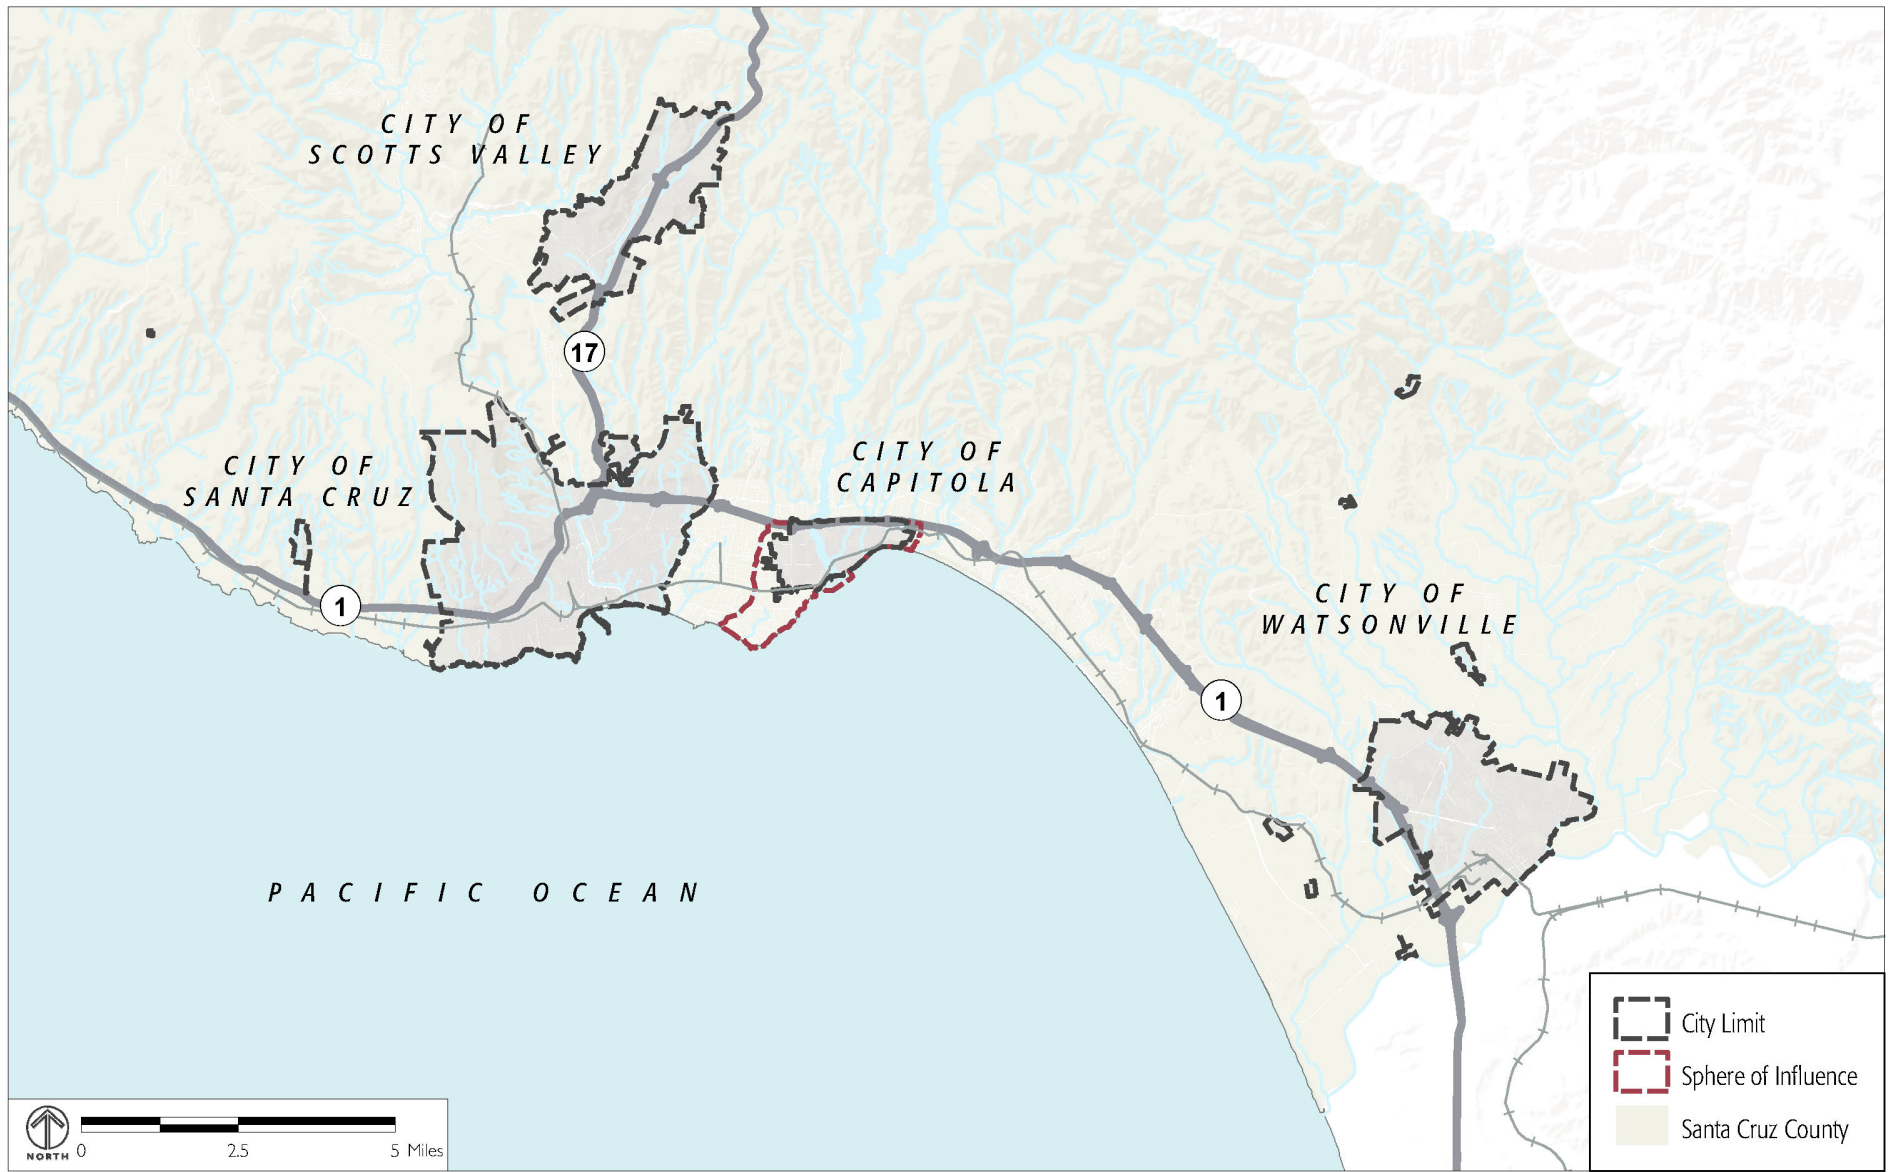 CITY OF
SCOTTS VALLEY
17
CITY OF
SANTA CRUZ
CITY OF
CAPITOLA
1
CITY OF
WATSONVILLE
1
PACIFIC OCEAN
City Limit
Sphere of Influence
Santa Cruz County
NORTH
0 2.5 5 Miles